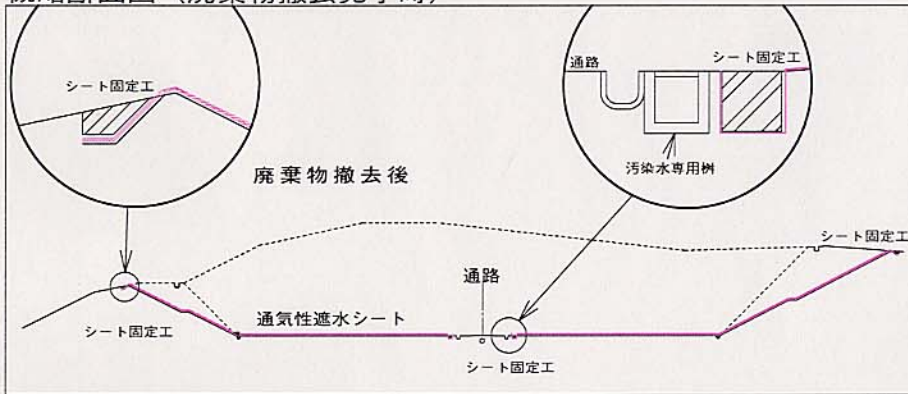 シート固定工
通路
シート固定工
汚染水専用桝
廃棄物撤去後
シート固定工
通路
通気性遮水シート
シート固定工
シート固定工